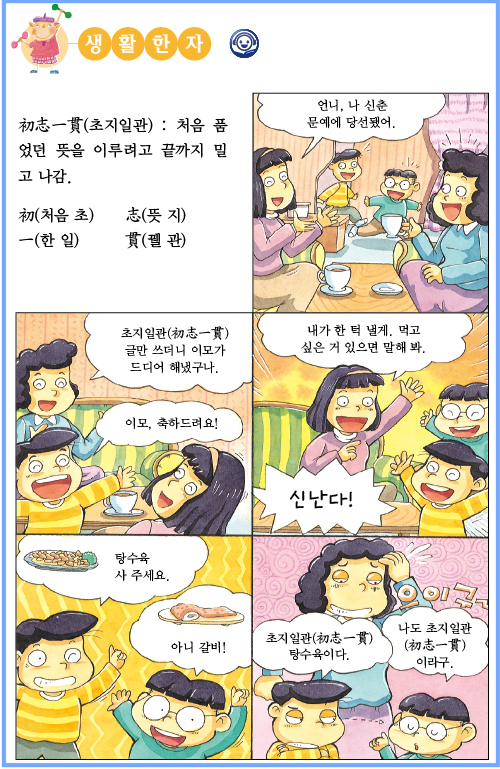 생활한자
初志一貫(초지일관) : 처음 품
었던 뜻을 이루려고 끝까지 밀
고 나감.
初(처음 초) 志(뜻 지)
一(한 일) 貫(꿸 관)
언니, 나 신춘
문예에 당선됐어.
초지일관(初志一貫)
글만 쓰더니 이모가
드디어 해냈구나.
이모, 축하드려요!
내가 한 턱 낼게. 먹고
싶은 거 있으면 말해 봐.
신난다!
탕수육
사 주세요.
아니 갈비!
초지일관(初志一貫)
탕수육이다.
나도 초지일관
(初志一貫)
이라구.